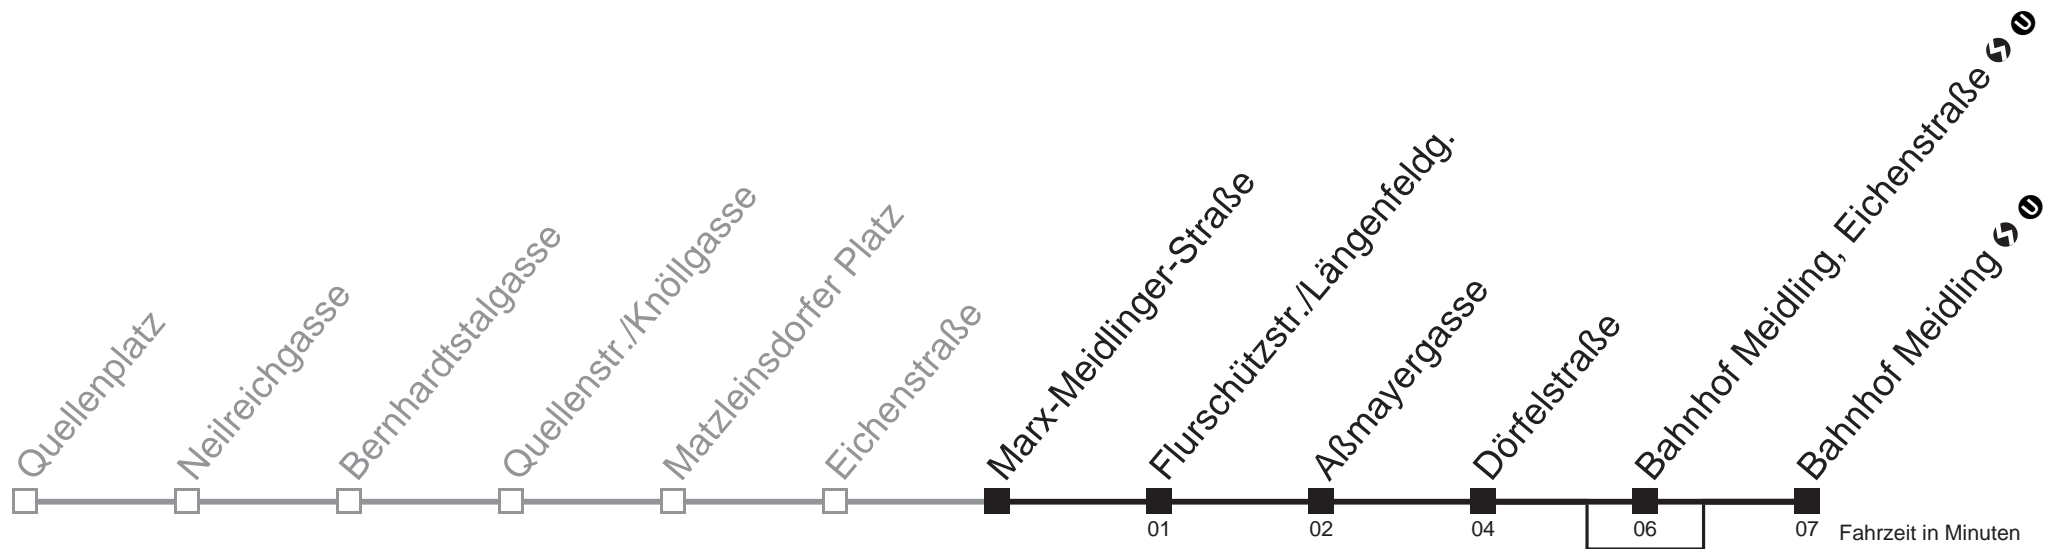 Quellenplatz
Neilreichgasse
Bernhardtstalgasse
Quellenstr./Knöllgasse
Matzleinsdorfer Platz
Eichenstraße
Marx-Meidlinger-Straße
Flurschützstr./Längenfeldg.
Aßmayergasse
Dörfelstraße
Bahnhof Meidling, Eichenstraße S U
Bahnhof Meidling S U
01 02 04 06 07 Fahrzeit in Minuten